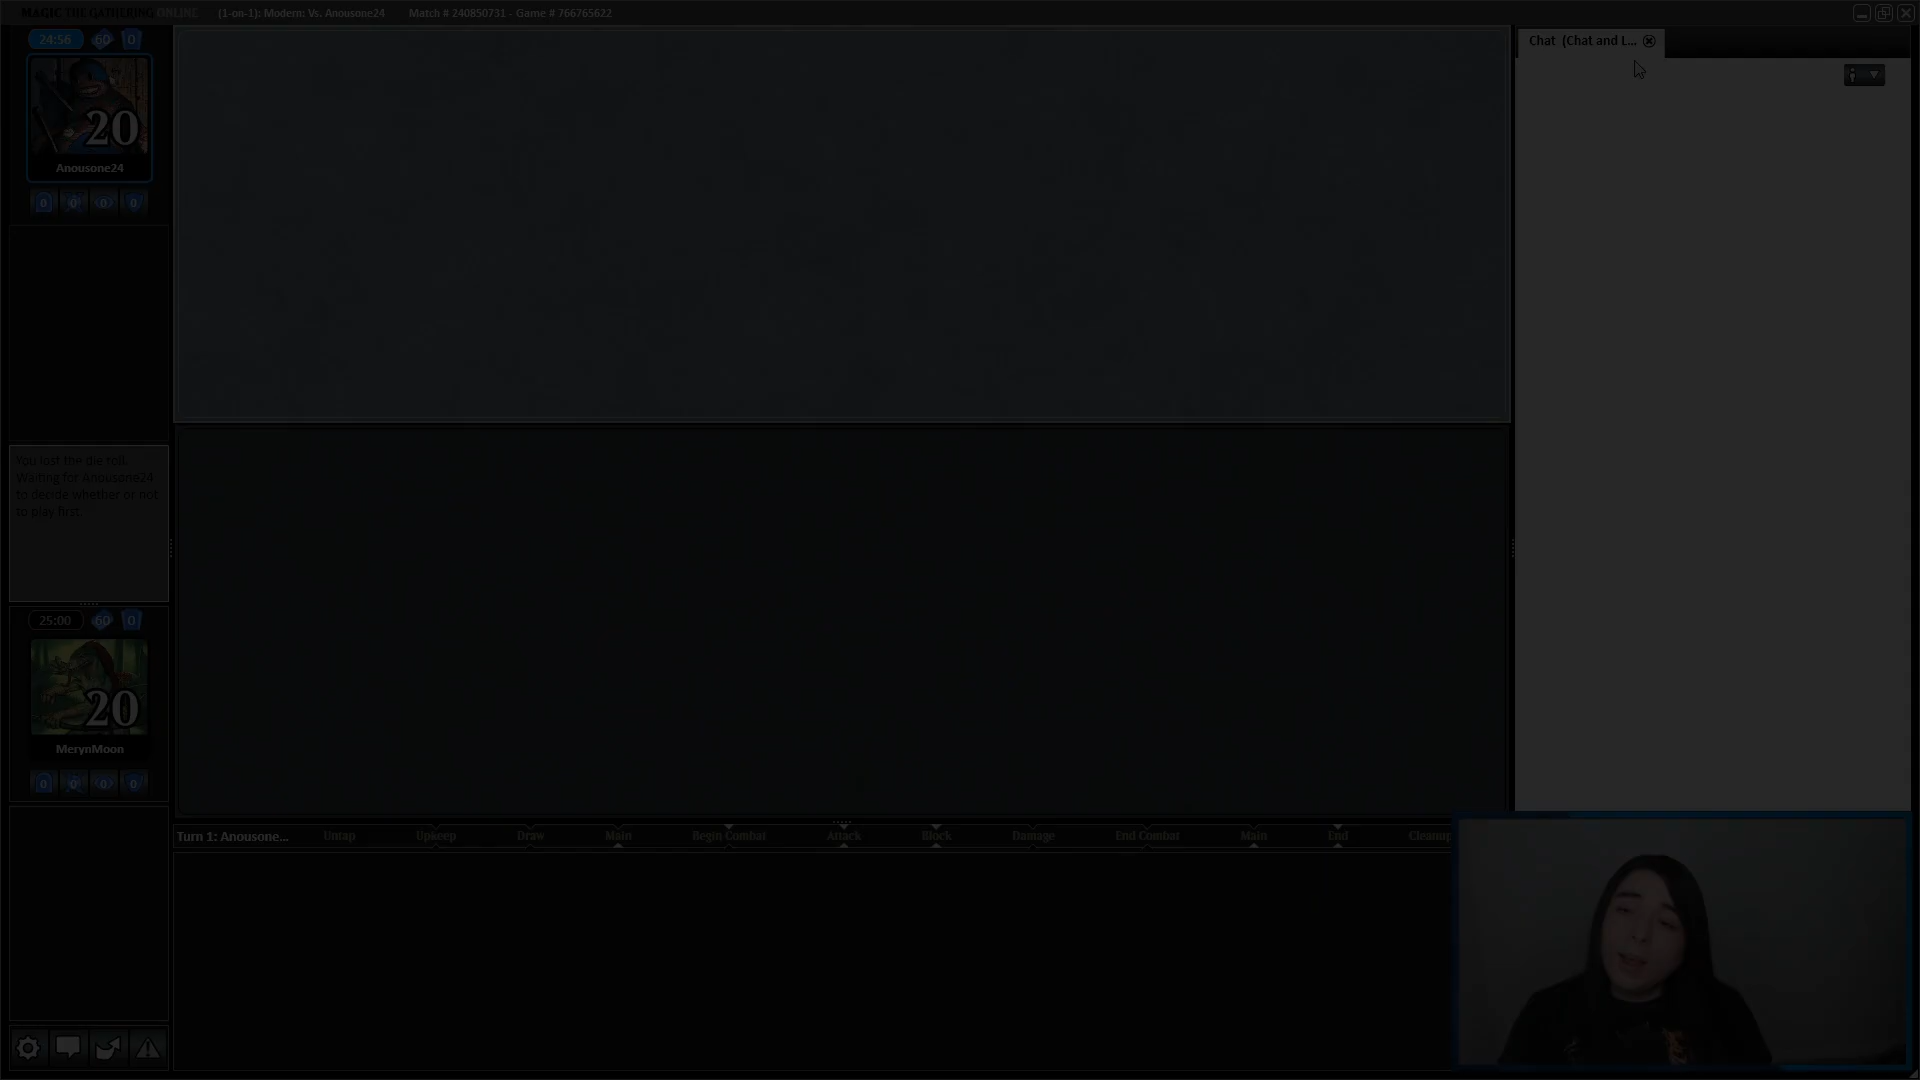 MAGIC THE GATHERING ONLINE
(1-on-1): Modern: Vs. Anousone24
Match # 240850731 - Game # 766765622
24:56
60
0
20
Anousone24
0
0
0
0
You lost the die roll.
Waiting for Anousone24
to decide whether or not
to play first.
25:00
60
0
20
MerynMoon
0
0
0
0
Turn 1: Anousone...
Untap
Upkeep
Draw
Main
Begin Combat
Attack
Block
Damage
End Combat
Main
End
Cleanup
Chat (Chat and L...